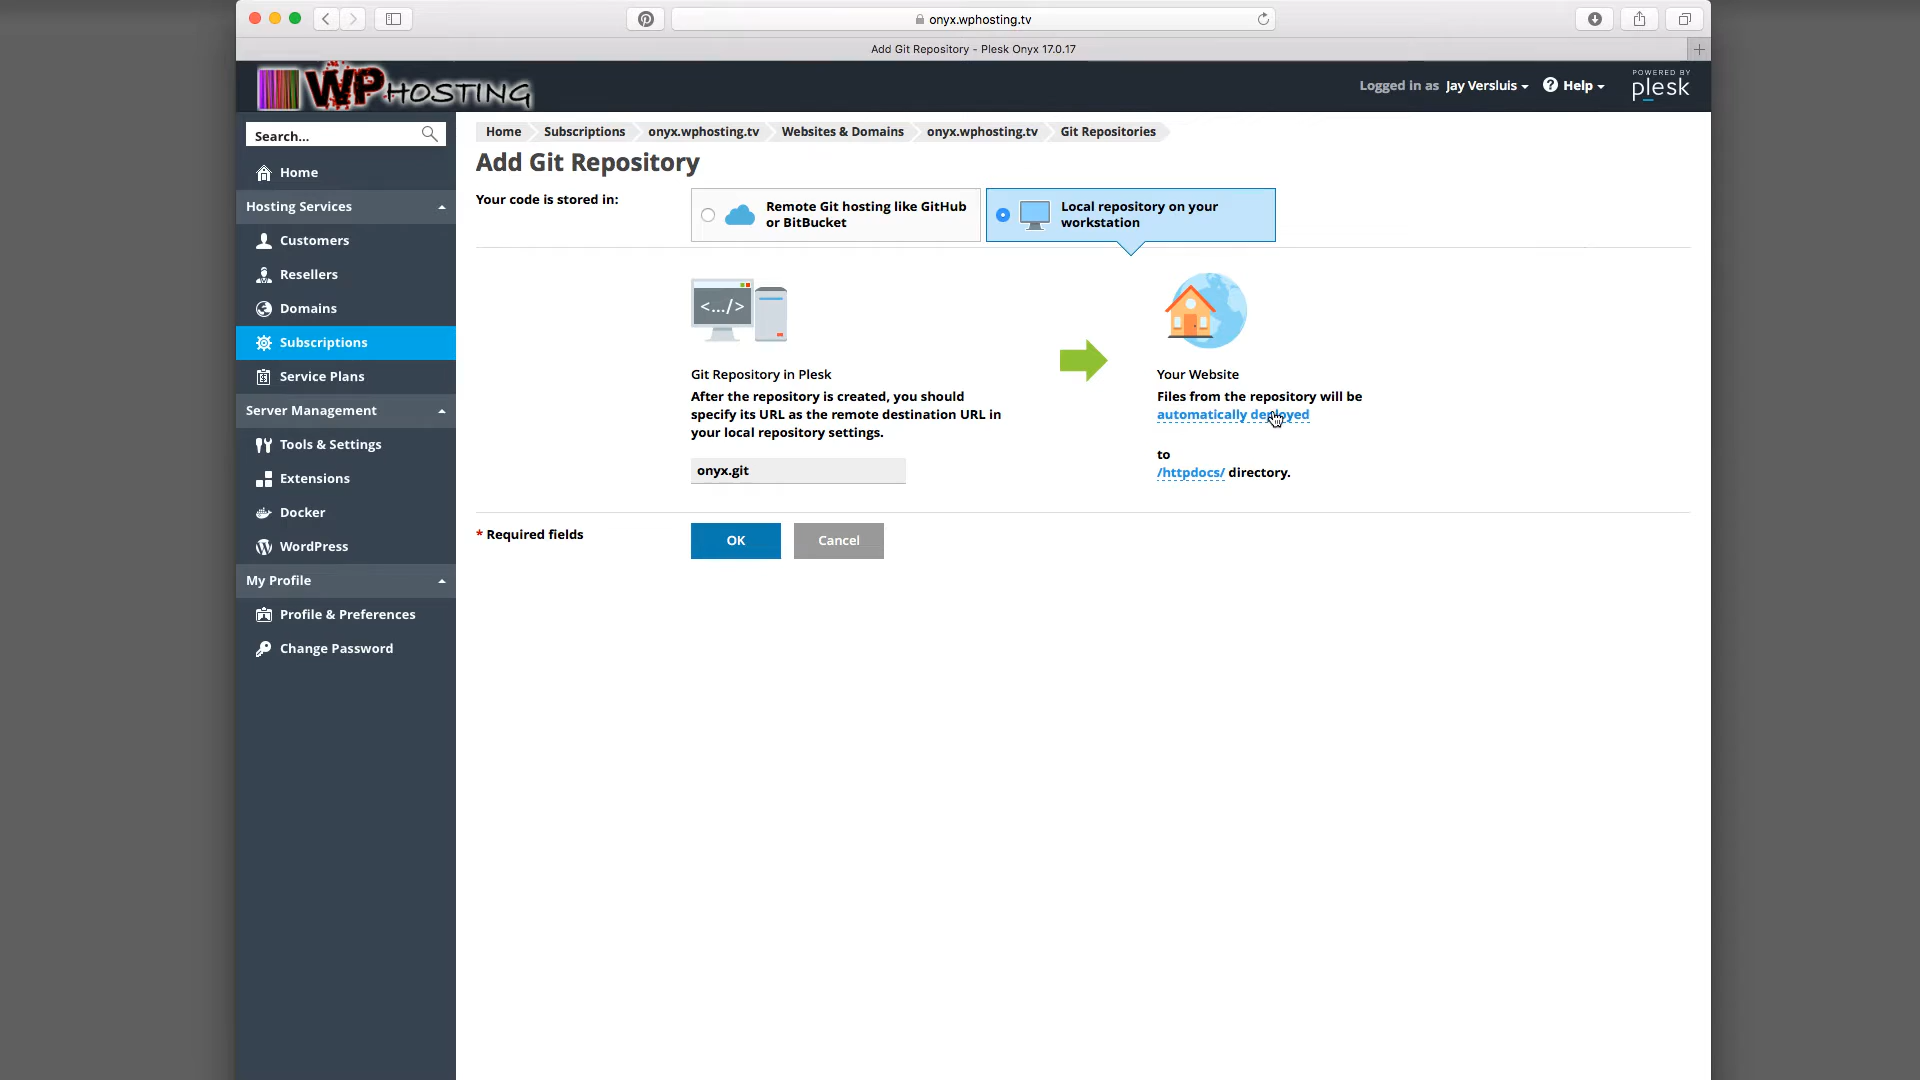 onyx.wphosting.tv
Add Git Repository - Plesk Onyx 17.0.17
WPHOSTING
Logged in as Jay Versluis
Help
POWERED BY
plesk
Search...
Home
Hosting Services
Customers
Resellers
Domains
Subscriptions
Service Plans
Server Management
Tools & Settings
Extensions
Docker
WordPress
My Profile
Profile & Preferences
Change Password
Home Subscriptions onyx.wphosting.tv Websites & Domains onyx.wphosting.tv Git Repositories
Add Git Repository
Your code is stored in:
Remote Git hosting like GitHub
or BitBucket
Local repository on your
workstation
<.../>
Git Repository in Plesk
After the repository is created, you should
specify its URL as the remote destination URL in
your local repository settings.
onyx.git
Your Website
Files from the repository will be
automatically deployed
to
/httpdocs/ directory.
* Required fields
OK
Cancel